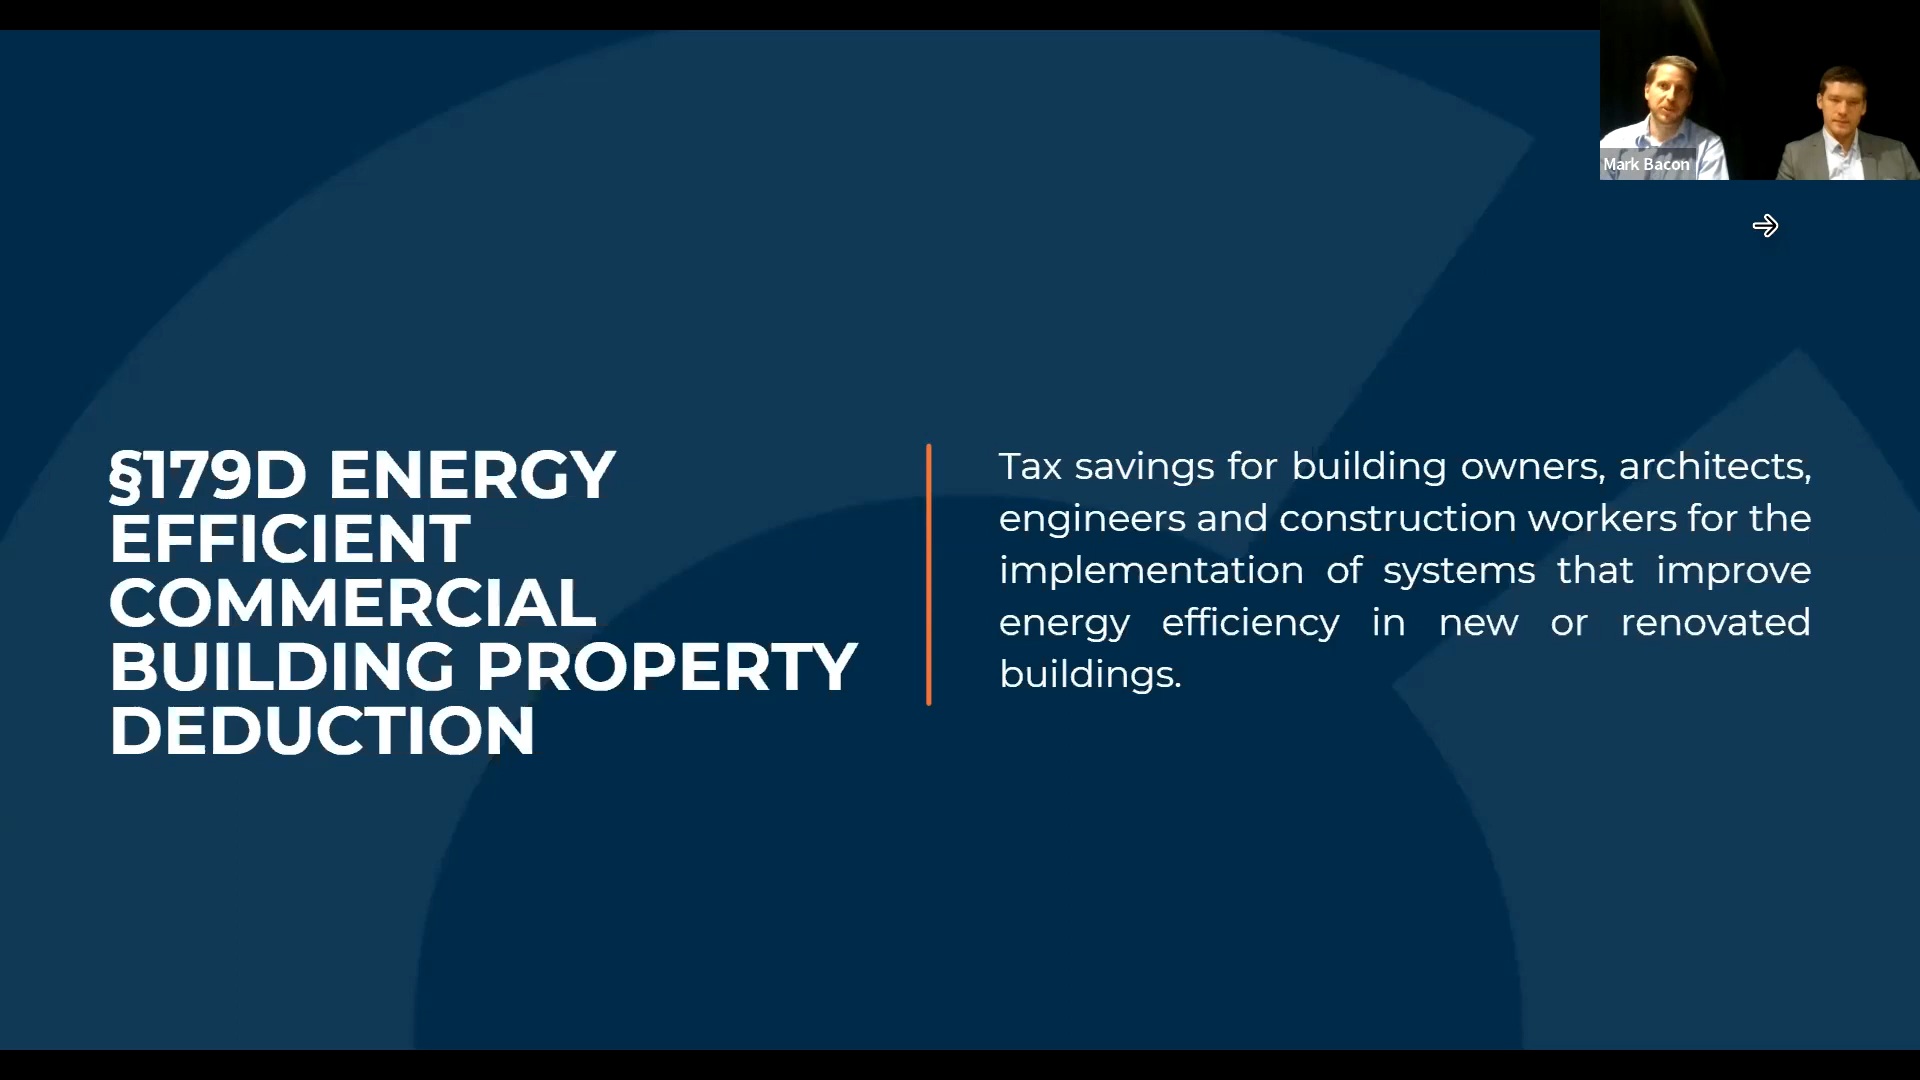 Mark Bacon
§179D ENERGY
EFFICIENT
COMMERCIAL
BUILDING PROPERTY
DEDUCTION
Tax savings for building owners, architects,
engineers and construction workers for the
implementation of systems that improve
energy efficiency in new or renovated
buildings.